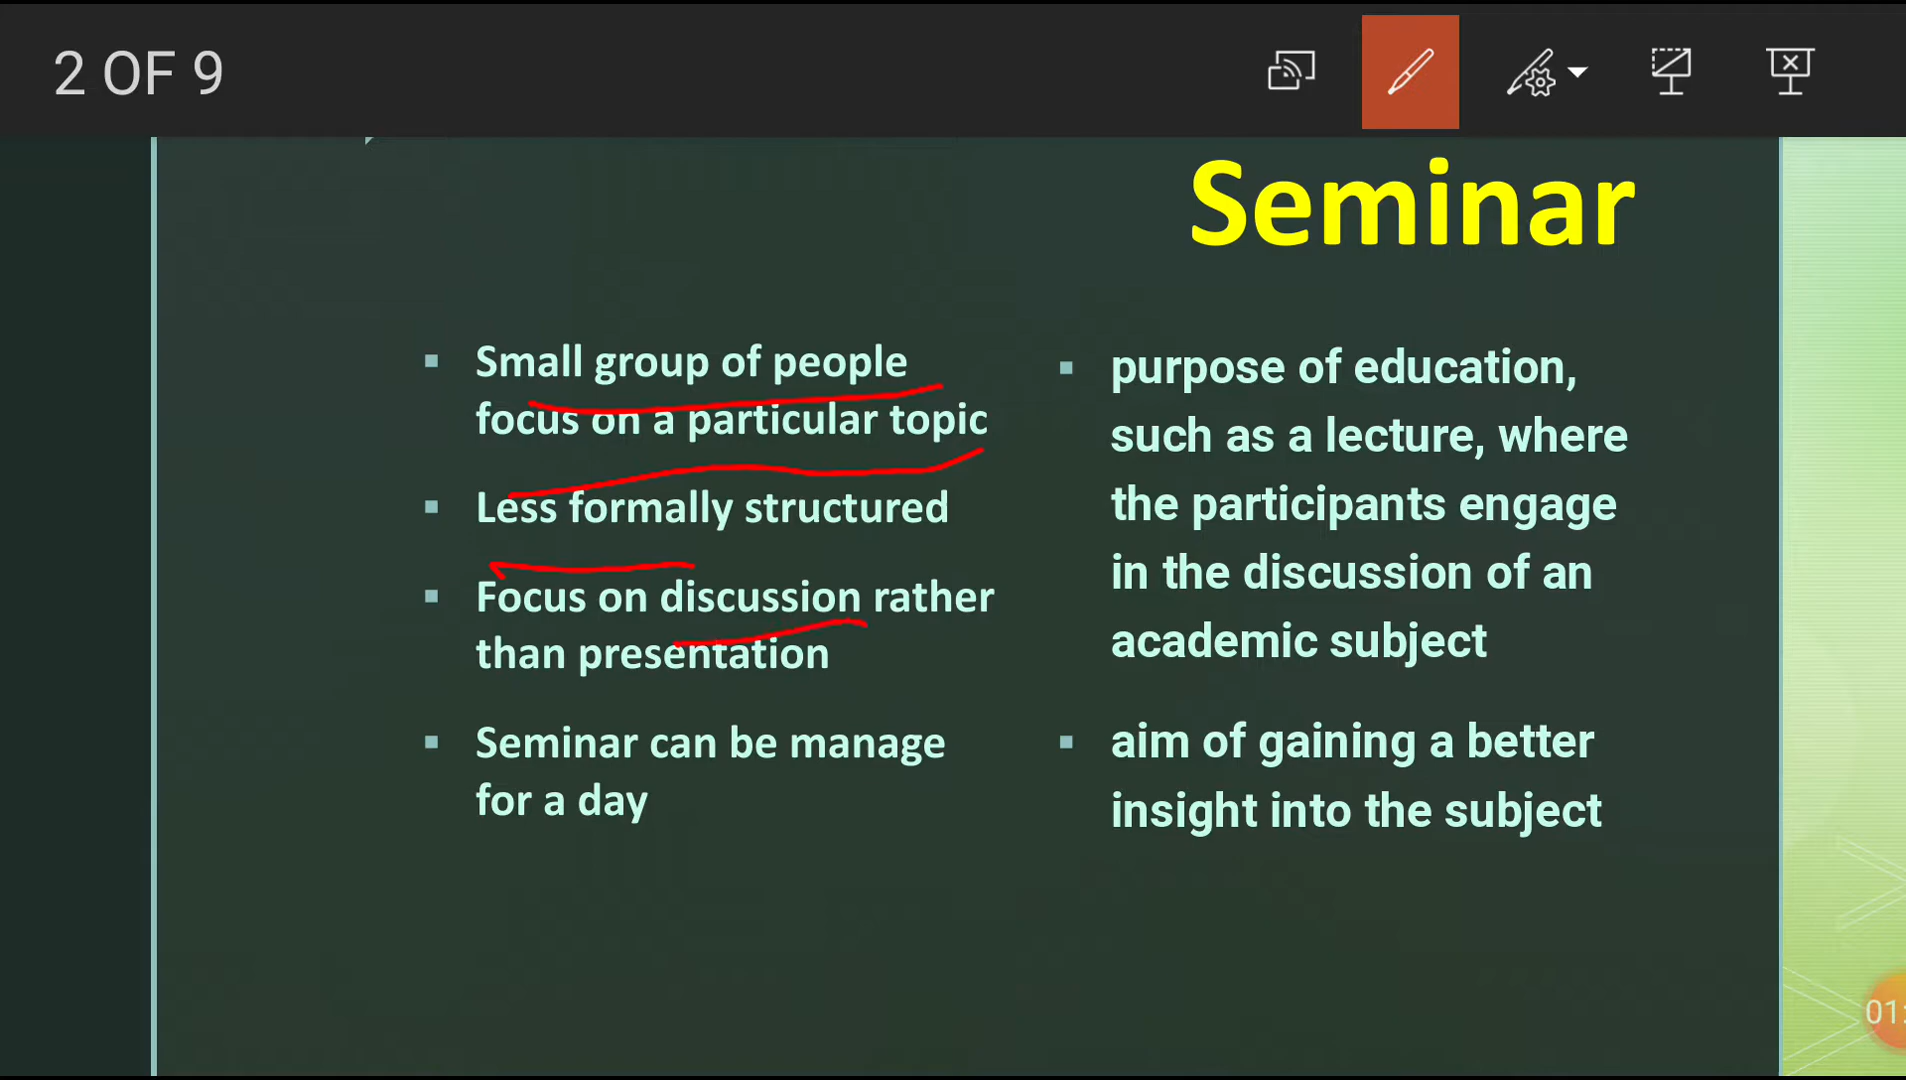 2 OF 9
Seminar
Small group of people
focus on a particular topic
Less formally structured
Focus on discussion rather
than presentation
Seminar can be manage
for a day
purpose of education,
such as a lecture, where
the participants engage
in the discussion of an
academic subject
aim of gaining a better
insight into the subject
01: